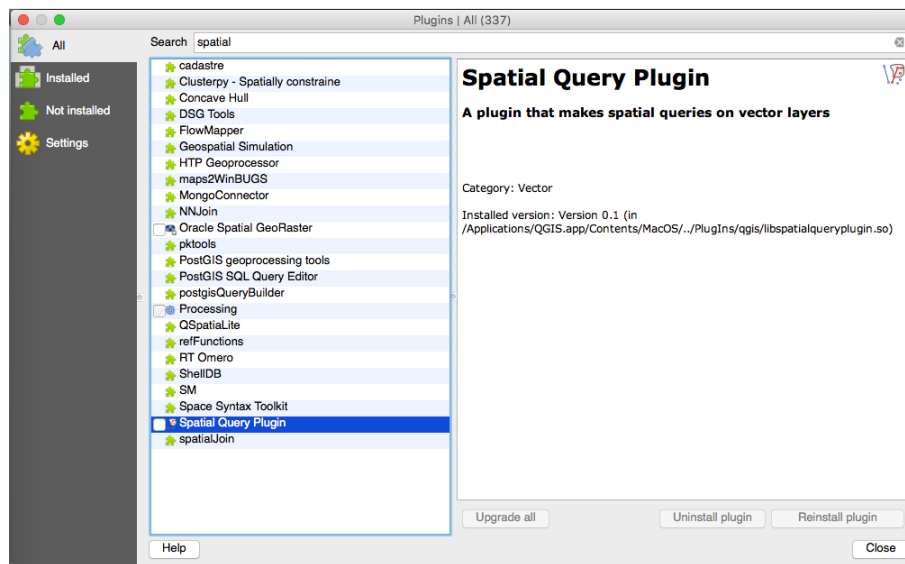 Plugins | All (337)
All
Installed
Not installed
Settings
Search spatial
cadastre
Clusterpy - Spatially constraine
Concave Hull
DSG Tools
FlowMapper
Geospatial Simulation
HTP Geoprocessor
maps2WinBUGS
MongoConnector
NNJoin
Oracle Spatial GeoRaster
pktools
PostGIS geoprocessing tools
PostGIS SQL Query Editor
postgisQueryBuilder
Processing
QSpatiaLite
refFunctions
RT Omero
ShellDB
SM
Space Syntax Toolkit
Spatial Query Plugin
spatialJoin
Spatial Query Plugin
A plugin that makes spatial queries on vector layers
Category: Vector
Installed version: Version 0.1 (in
/Applications/QGIS.app/Contents/MacOS/../PlugIns/qgis/libspatialqueryplugin.so)
Upgrade all
Uninstall plugin
Reinstall plugin
Help
Close